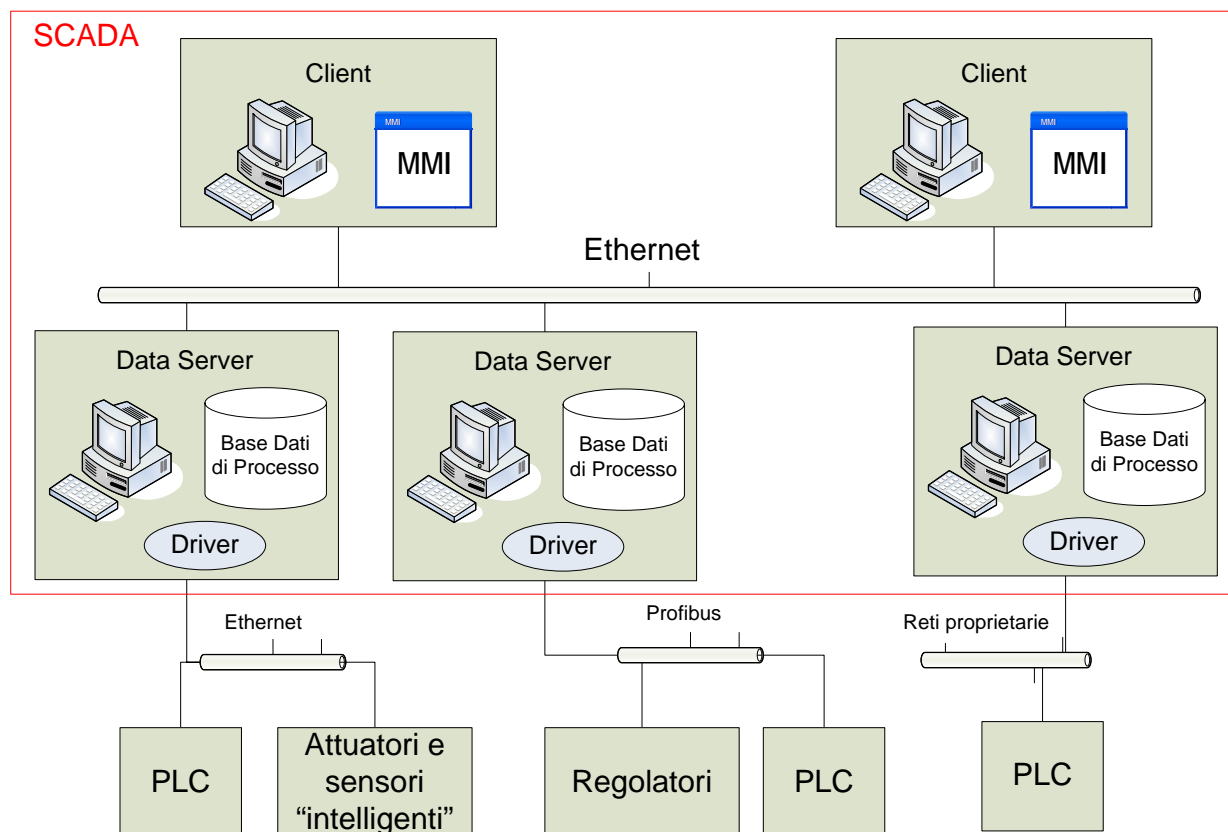 SCADA
Client
MMI
MMI
Client
MMI
MMI
Ethernet
Data Server
Base Dati
di Processo
Driver
Data Server
Base Dati
di Processo
Driver
Data Server
Base Dati
di Processo
Driver
Ethernet
Profibus
Reti proprietarie
PLC
Attuatori e
sensori
“intelligenti”
Regolatori
PLC
PLC